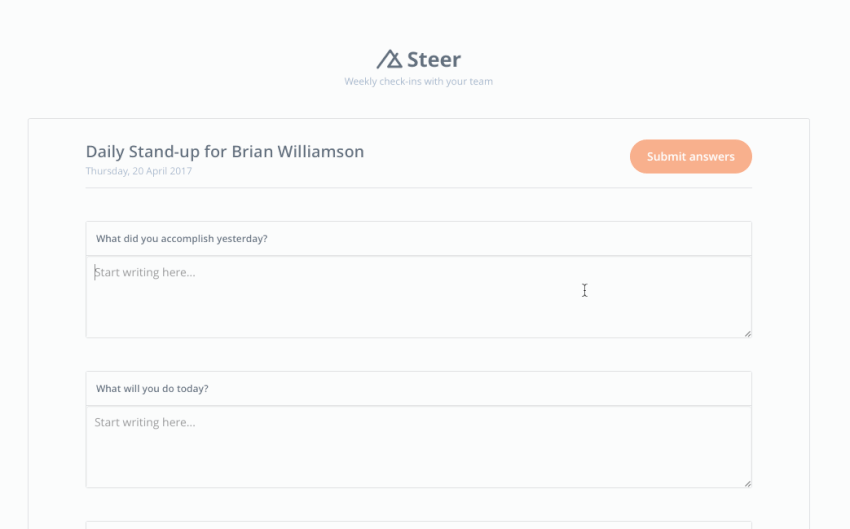 Steer
Weekly check-ins with your team
Daily Stand-up for Brian Williamson
Thursday, 20 April 2017
Submit answers
What did you accomplish yesterday?
Start writing here...
What will you do today?
Start writing here...